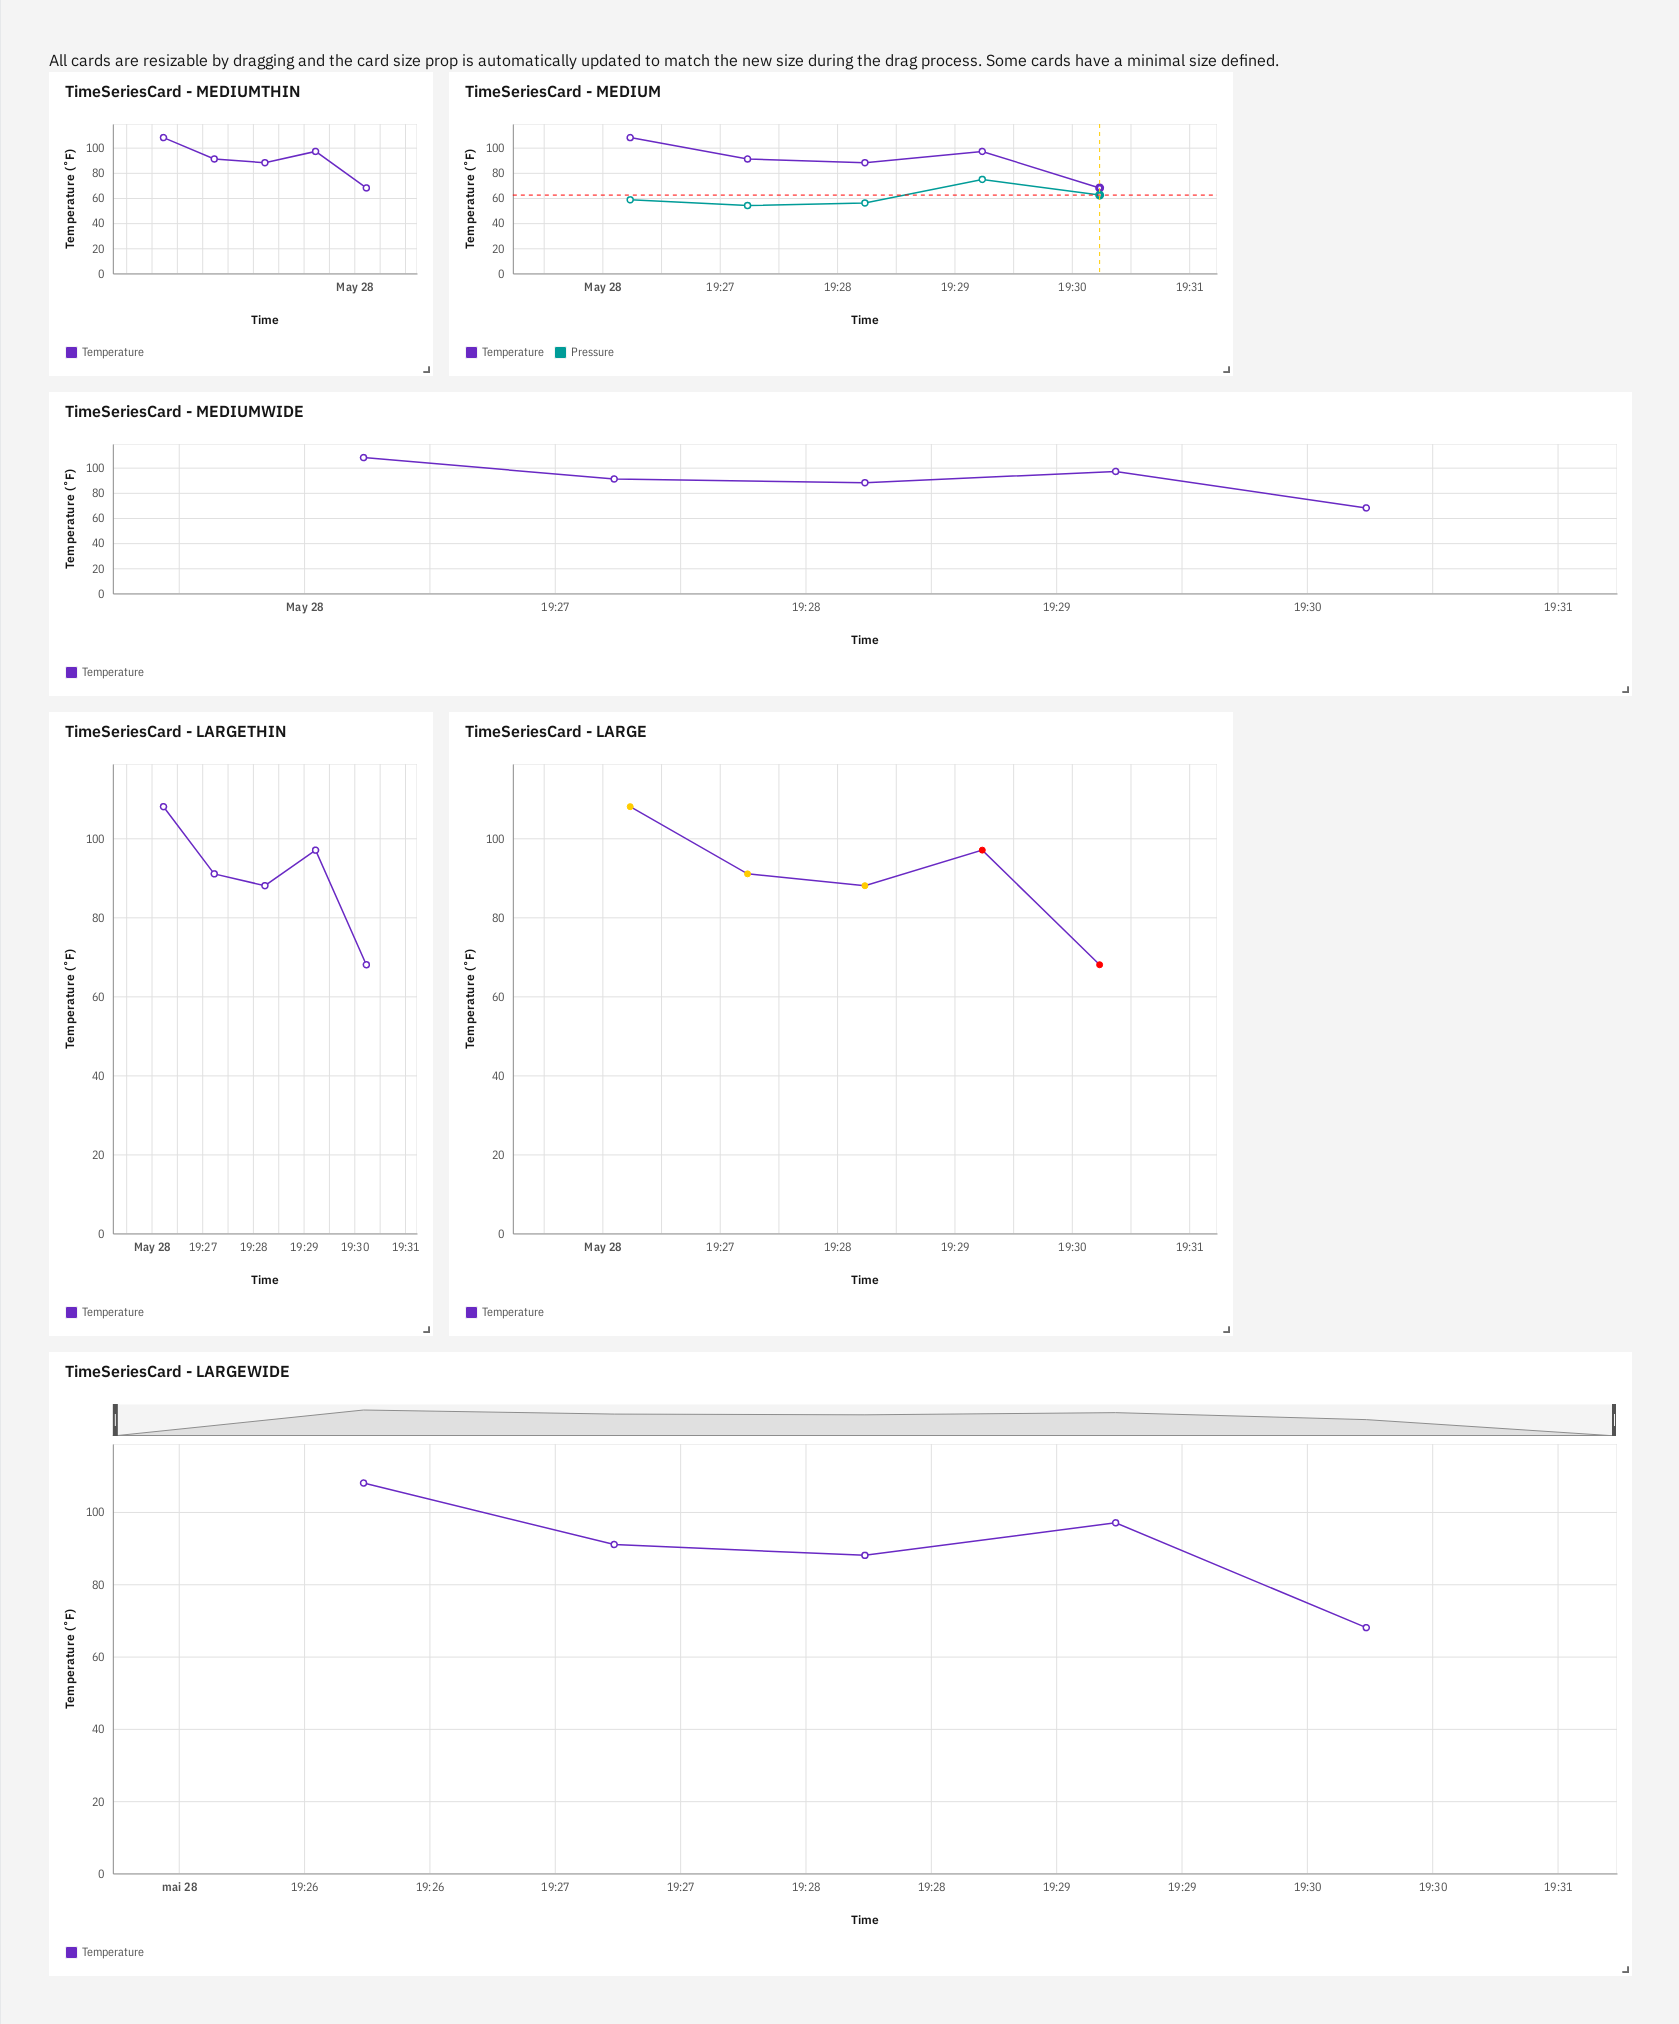 All cards are resizable by dragging and the card size prop is automatically updated to match the new size during the drag process. Some cards have a minimal size defined.
TimeSeriesCard - MEDIUMTHIN
Temperature (˚F)
100
80
60
40
20
0
May 28
Time
Temperature
TimeSeriesCard - MEDIUM
Temperature (˚F)
100
80
60
40
20
0
May 28 19:27 19:28 19:29 19:30 19:31
Time
Temperature Pressure
TimeSeriesCard - MEDIUMWIDE
Temperature (˚F)
100
80
60
40
20
0
May 28 19:27 19:28 19:29 19:30 19:31
Time
Temperature
TimeSeriesCard - LARGETHIN
Temperature (˚F)
100
80
60
40
20
0
May 28 19:27 19:28 19:29 19:30 19:31
Time
Temperature
TimeSeriesCard - LARGE
Temperature (˚F)
100
80
60
40
20
0
May 28 19:27 19:28 19:29 19:30 19:31
Time
Temperature
TimeSeriesCard - LARGEWIDE
Temperature (˚F)
100
80
60
40
20
0
mai 28 19:26 19:26 19:27 19:27 19:28 19:28 19:29 19:29 19:30 19:30 19:31
Time
Temperature